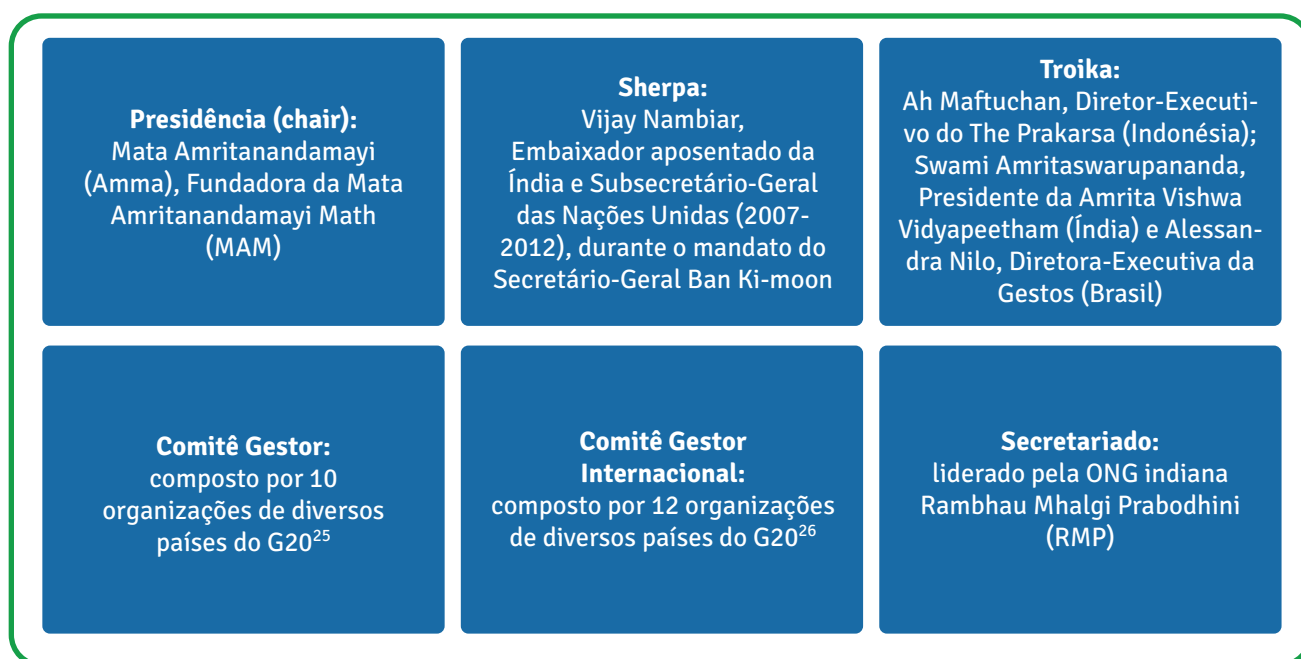 Presidência (chair):
Mata Amritanandamayi
(Amma), Fundadora da Mata
Amritanandamayi Math
(MAM)
Sherpa:
Vijay Nambiar,
Embaixador aposentado da
Índia e Subsecretário-Geral
das Nações Unidas (2007-
2012), durante o mandato do
Secretário-Geral Ban Ki-moon
Troika:
Ah Maftuchan, Diretor-Executi-
vo do The Prakarsa (Indonésia);
Swami Amritaswarupananda,
Presidente da Amrita Vishwa
Vidyapeetham (Índia) e Alessan-
dra Nilo, Diretora-Executiva da
Gestos (Brasil)
Comitê Gestor:
composto por 10
organizações de diversos
países do G20²⁵
Comitê Gestor
Internacional:
composto por 12 organizações
de diversos países do G20²⁶
Secretariado:
liderado pela ONG indiana
Rambhau Mhalgi Prabodhini
(RMP)